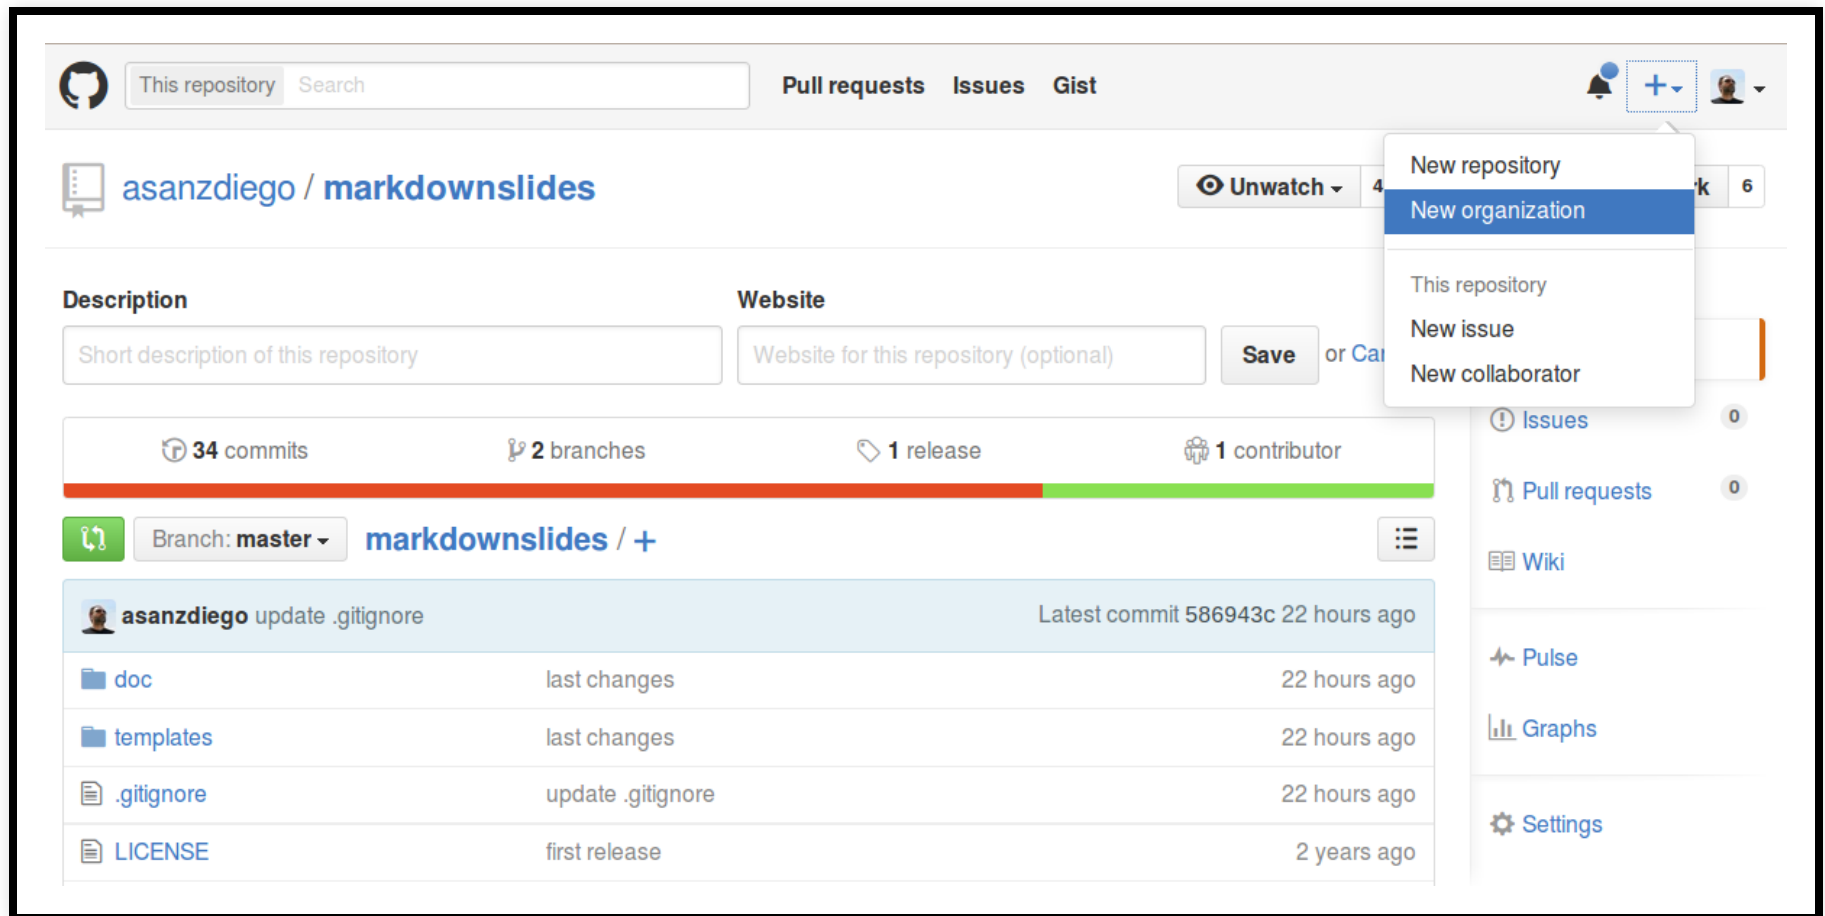 This repository Search Pull requests Issues Gist
asanzdiego / markdownslides
Unwatch 4
6
New repository
New organization
This repository
New issue
New collaborator
Description Website
Short description of this repository Website for this repository (optional) Save or
34 commits 2 branches 1 release 1 contributor
Issues 0
Pull requests 0
Wiki
Pulse
Graphs
Settings
Branch: master markdownslides / +
asanzdiego update .gitignore Latest commit 586943c 22 hours ago
doc last changes 22 hours ago
templates last changes 22 hours ago
.gitignore update .gitignore 22 hours ago
LICENSE first release 2 years ago